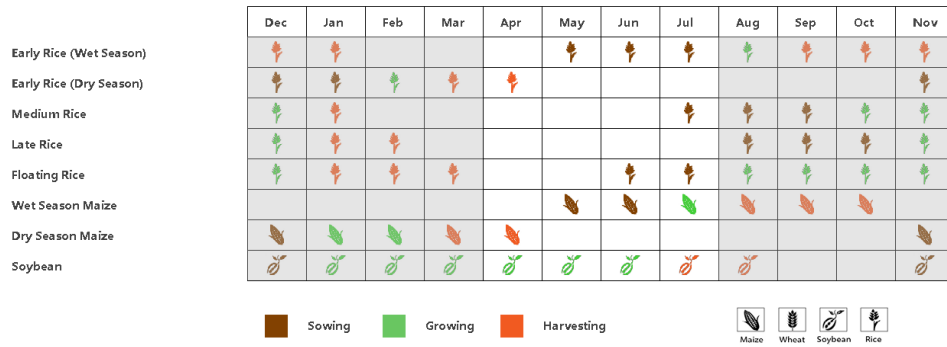 Dec Jan Feb Mar Apr May Jun Jul Aug Sep Oct Nov
Early Rice (Wet Season)
Early Rice (Dry Season)
Medium Rice
Late Rice
Floating Rice
Wet Season Maize
Dry Season Maize
Soybean
Sowing Growing Harvesting
Maize Wheat Soybean Rice